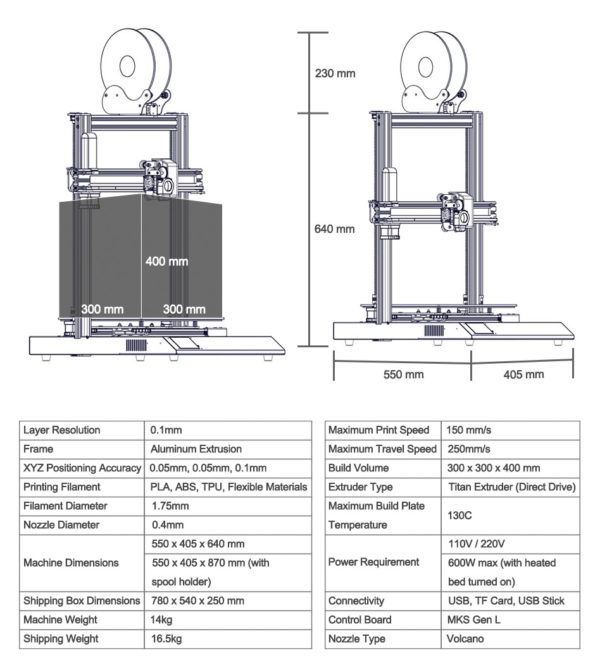 230 mm
640 mm
400 mm
300 mm 300 mm
550 mm 405 mm
Layer Resolution 0.1mm
Frame Aluminum Extrusion
XYZ Positioning Accuracy 0.05mm, 0.05mm, 0.1mm
Printing Filament PLA, ABS, TPU, Flexible Materials
Filament Diameter 1.75mm
Nozzle Diameter 0.4mm
Machine Dimensions 550 x 405 x 640 mm
550 x 405 x 870 mm (with
spool holder)
Shipping Box Dimensions 780 x 540 x 250 mm
Machine Weight 14kg
Shipping Weight 16.5kg
Maximum Print Speed 150 mm/s
Maximum Travel Speed 250mm/s
Build Volume 300 x 300 x 400 mm
Extruder Type Titan Extruder (Direct Drive)
Maximum Build Plate
Temperature 130C
Power Requirement 110V / 220V
600W max (with heated
bed turned on)
Connectivity USB, TF Card, USB Stick
Control Board MKS Gen L
Nozzle Type Volcano